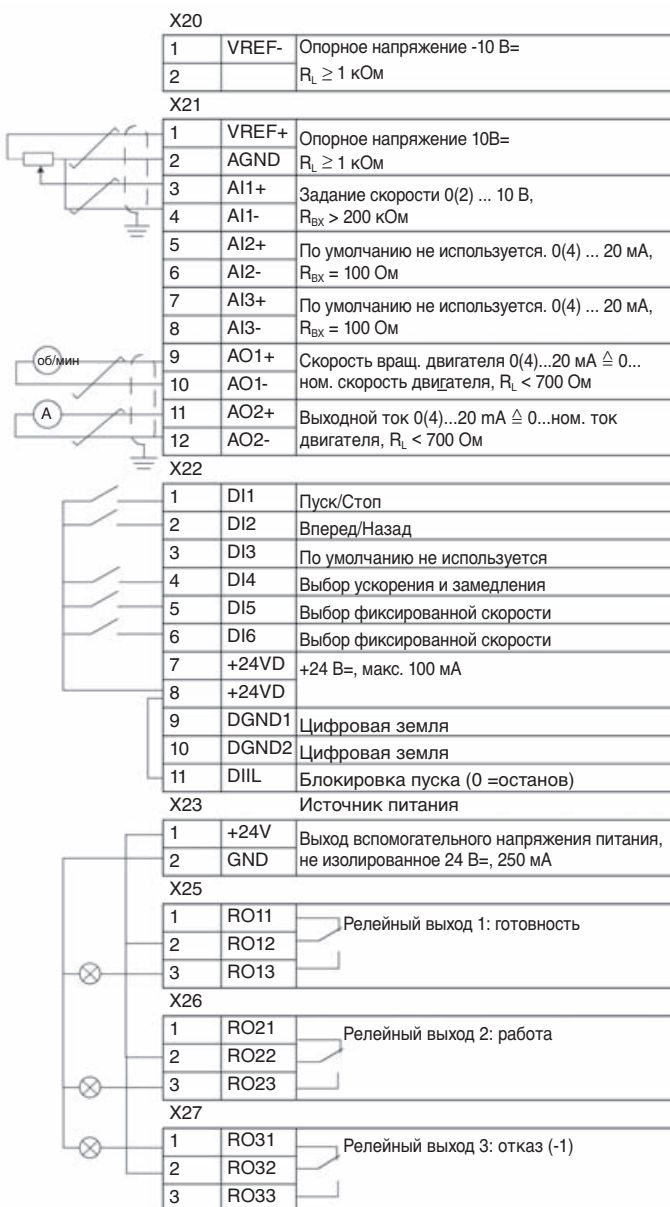 X20
1 VREF- Опорное напряжение -10 В=
2 R_L ≥ 1 кОм
X21
1 VREF+ Опорное напряжение 10В=
2 AGND R_L ≥ 1 кОм
3 AI1+ Задание скорости 0(2) ... 10 В,
4 AI1- R_ВХ > 200 кОм
5 AI2+ По умолчанию не используется. 0(4) ... 20 мА,
6 AI2- R_ВХ = 100 Ом
7 AI3+ По умолчанию не используется. 0(4) ... 20 мА,
8 AI3- R_ВХ = 100 Ом
об/мин 9 AO1+ Скорость вращ. двигателя 0(4)...20 мА ≙ 0...
10 AO1- ном. скорость двигателя, R_L < 700 Ом
A 11 AO2+ Выходной ток 0(4)...20 mA ≙ 0...ном. ток
12 AO2- двигателя, R_L < 700 Ом
X22
1 DI1 Пуск/Стоп
2 DI2 Вперед/Назад
3 DI3 По умолчанию не используется
4 DI4 Выбор ускорения и замедления
5 DI5 Выбор фиксированной скорости
6 DI6 Выбор фиксированной скорости
7 +24VD +24 В=, макс. 100 мА
8 +24VD
9 DGND1 Цифровая земля
10 DGND2 Цифровая земля
11 DIIL Блокировка пуска (0 =останов)
X23 Источник питания
1 +24V Выход вспомогательного напряжения питания,
2 GND не изолированное 24 В=, 250 мА
X25
1 RO11 Релейный выход 1: готовность
2 RO12
3 RO13
X26
1 RO21 Релейный выход 2: работа
2 RO22
3 RO23
X27
1 RO31 Релейный выход 3: отказ (-1)
2 RO32
3 RO33